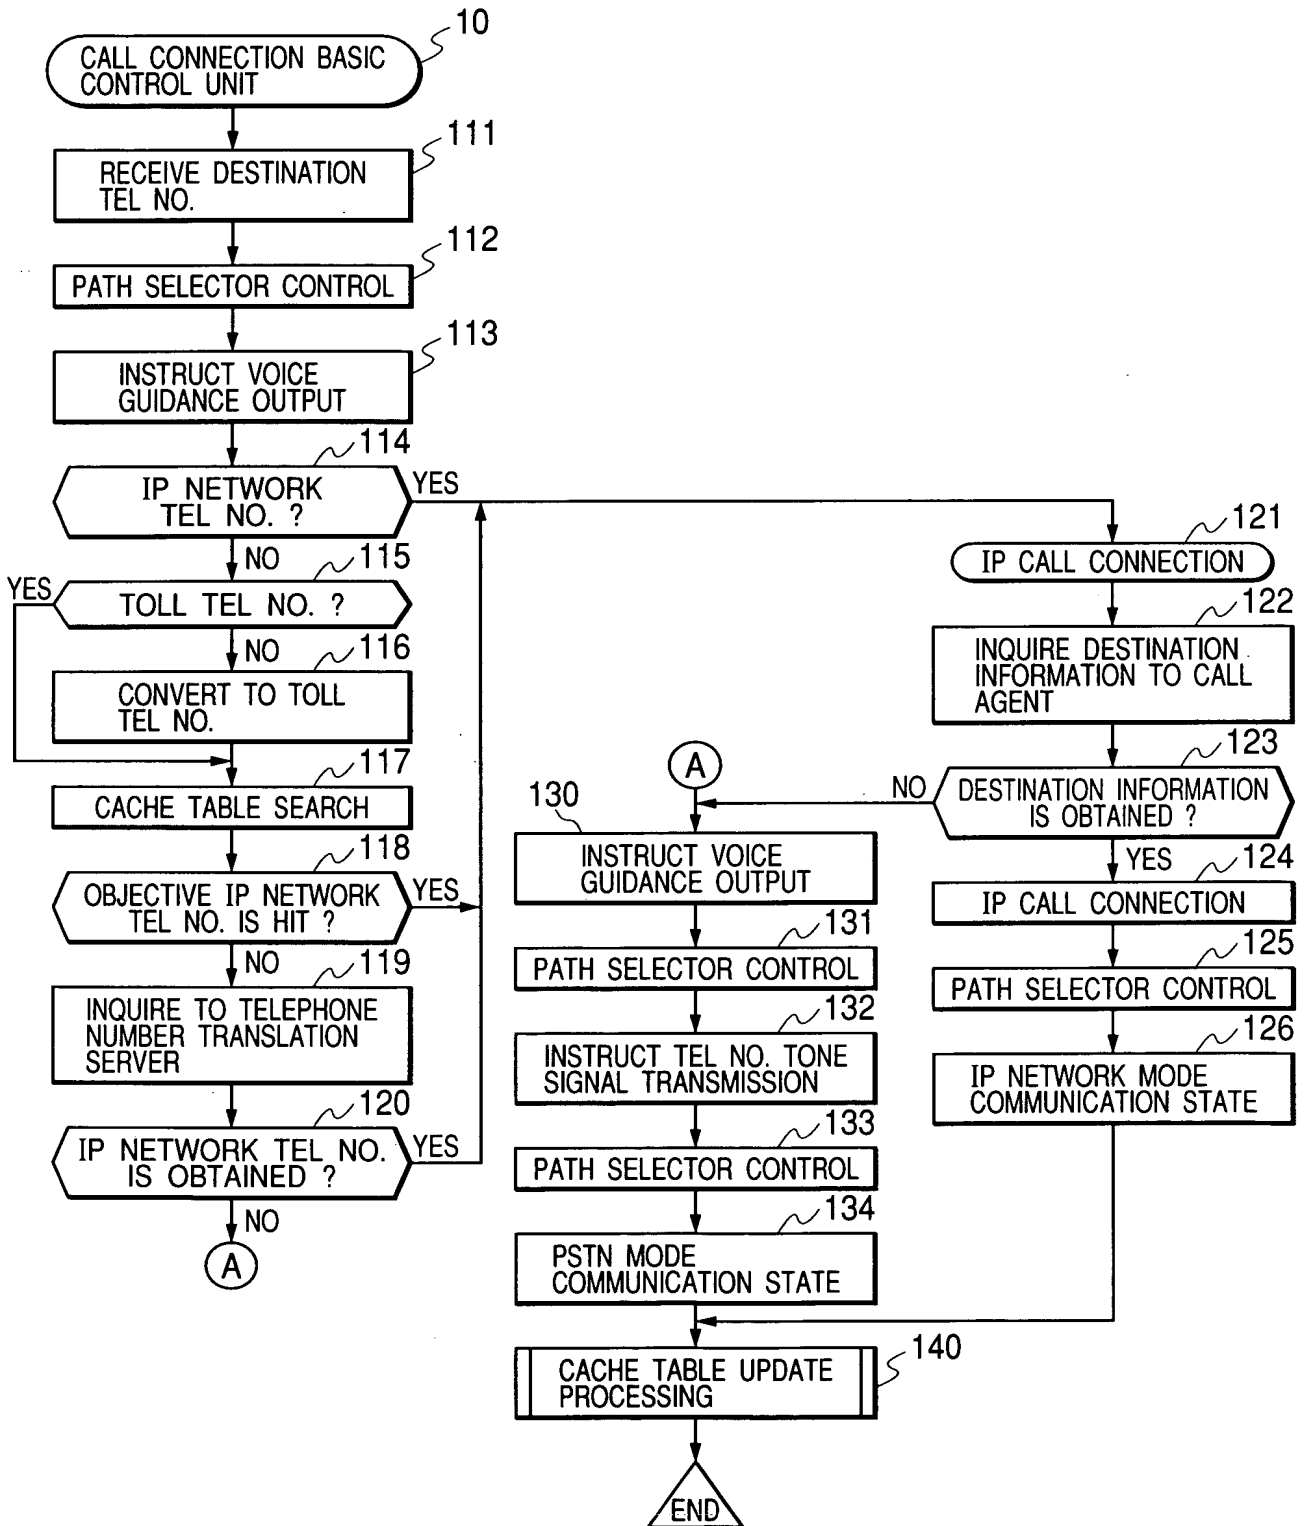 10
CALL CONNECTION BASIC
CONTROL UNIT
111
RECEIVE DESTINATION
TEL NO.
112
PATH SELECTOR CONTROL
113
INSTRUCT VOICE
GUIDANCE OUTPUT
114
IP NETWORK
TEL NO. ?
YES
NO
115
YES
TOLL TEL NO. ?
NO
116
CONVERT TO TOLL
TEL NO.
117
CACHE TABLE SEARCH
118
OBJECTIVE IP NETWORK
TEL NO. IS HIT ?
YES
NO
119
INQUIRE TO TELEPHONE
NUMBER TRANSLATION
SERVER
120
IP NETWORK TEL NO.
IS OBTAINED ?
YES
NO
A
121
IP CALL CONNECTION
122
INQUIRE DESTINATION
INFORMATION TO CALL
AGENT
123
DESTINATION INFORMATION
IS OBTAINED ?
NO
YES
124
IP CALL CONNECTION
125
PATH SELECTOR CONTROL
126
IP NETWORK MODE
COMMUNICATION STATE
A
130
INSTRUCT VOICE
GUIDANCE OUTPUT
131
PATH SELECTOR CONTROL
132
INSTRUCT TEL NO. TONE
SIGNAL TRANSMISSION
133
PATH SELECTOR CONTROL
134
PSTN MODE
COMMUNICATION STATE
140
CACHE TABLE UPDATE
PROCESSING
END